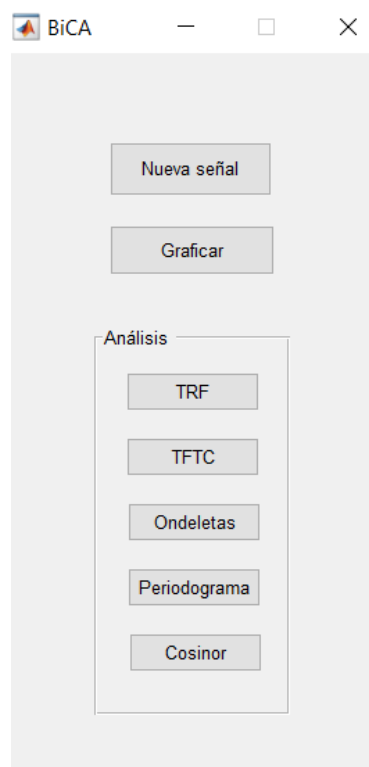 BiCA
Nueva señal
Graficar
Análisis
TRF
TFTC
Ondeletas
Periodograma
Cosinor